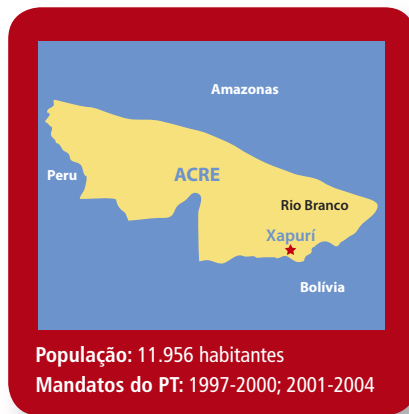 Amazonas
Peru
ACRE
Rio Branco
Xapurí
Bolívia
População: 11.956 habitantes
Mandatos do PT: 1997-2000; 2001-2004